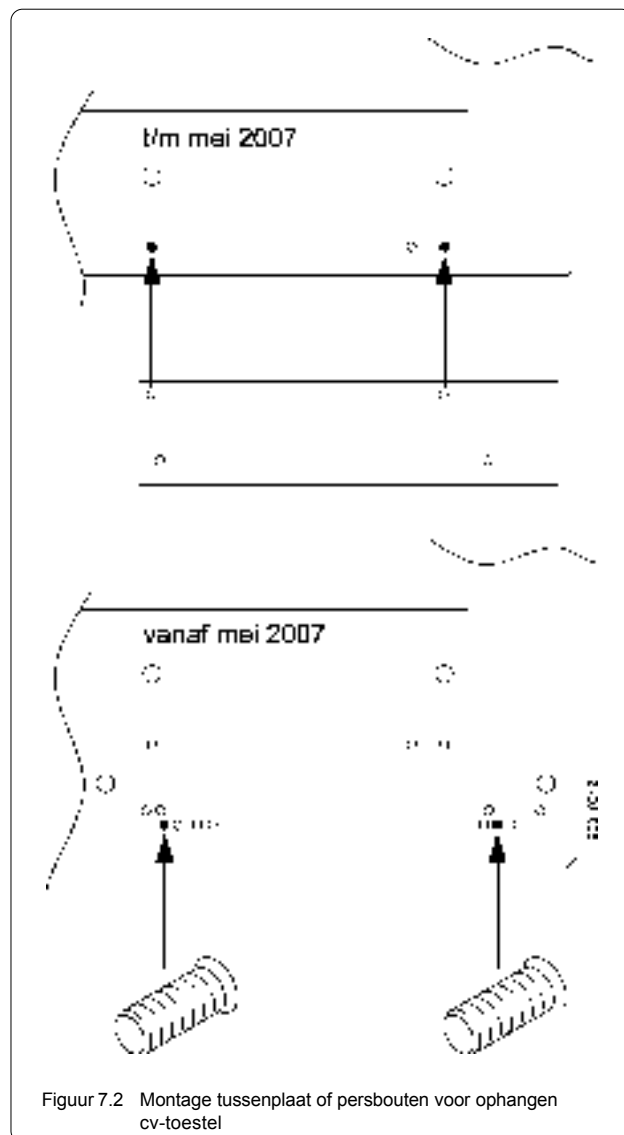 t/m mei 2007
vanaf mei 2007
Figuur 7.2 Montage tussenplaat of persbouten voor ophangen
cv-toestel